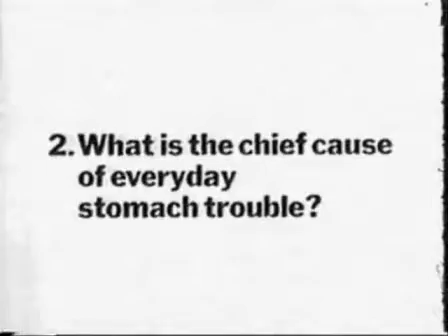 2. What is the chief cause
of everyday
stomach trouble?